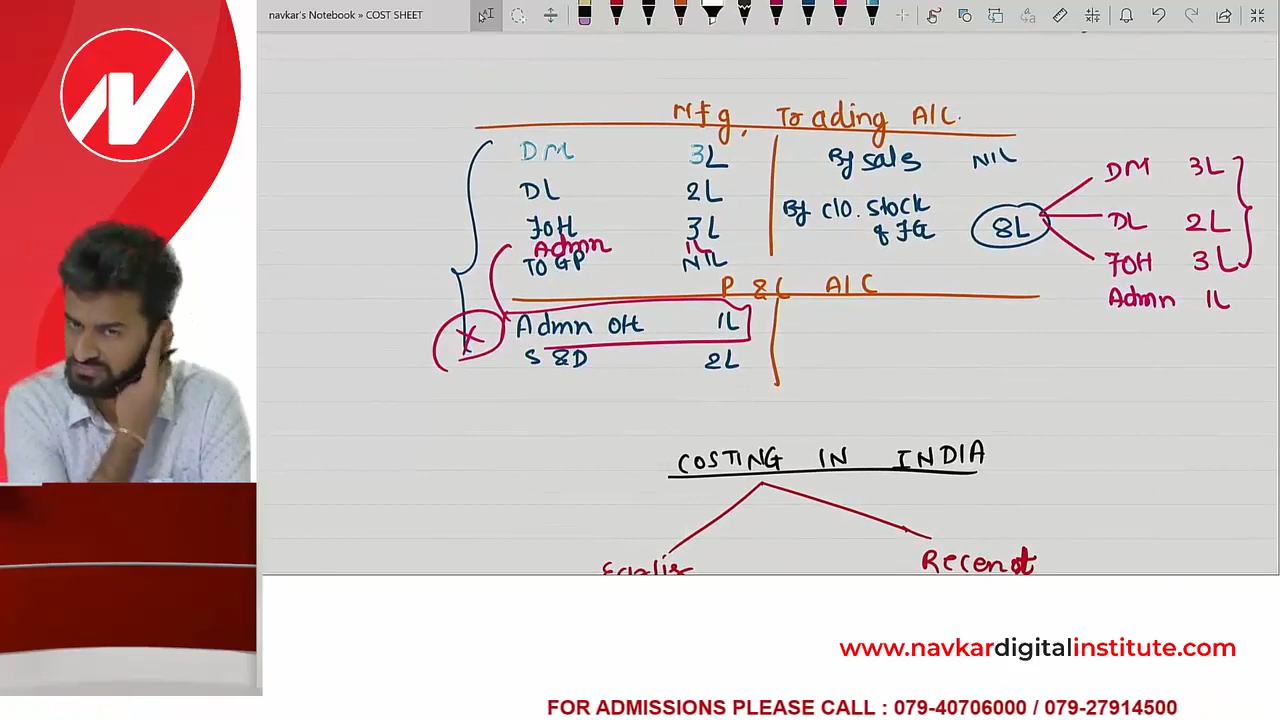 navkar's Notebook » COST SHEET
Mfg, Trading A/C.
DM 3L By sales NIL
DL 2L By clo. stock of FG 8L
FOH 3L
Admn 1L
TO GP NIL
DM 3L
DL 2L
FOH 3L
Admn 1L
P & L A/C
X Admn OH 1L
S & D 2L
COSTING IN INDIA
Recent
www.navkardigitalinstitute.com
FOR ADMISSIONS PLEASE CALL : 079-40706000 / 079-27914500